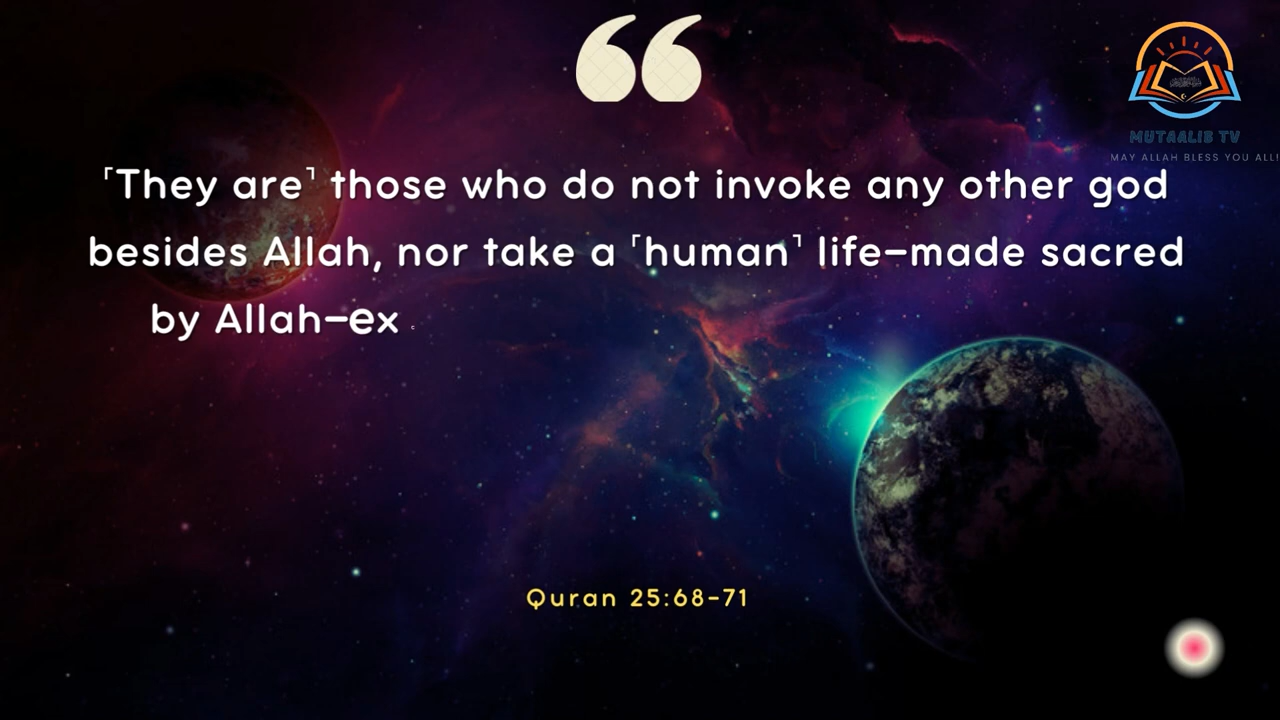 MUTAALIB TV
MAY ALLAH BLESS YOU ALL!
⸢They are⸣ those who do not invoke any other god
besides Allah, nor take a ⸢human⸣ life-made sacred
by Allah-ex
Quran 25:68-71